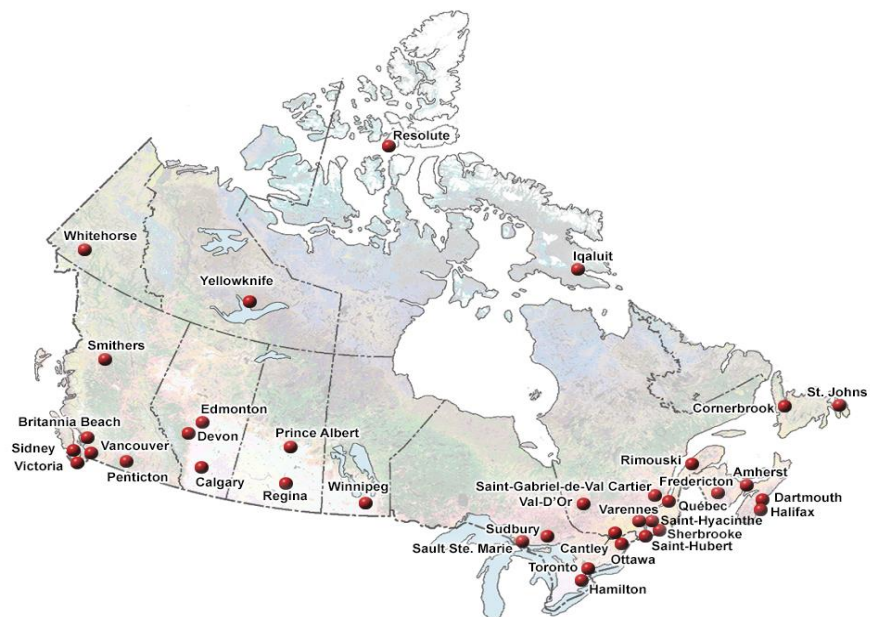 Resolute
Whitehorse
Iqaluit
Yellowknife
Smithers
St. Johns
Cornerbrook
Edmonton
Britannia Beach
Devon
Prince Albert
Sidney
Vancouver
Victoria
Penticton
Calgary
Regina
Winnipeg
Rimouski
Amherst
Saint-Gabriel-de-Val Cartier
Fredericton
Val-D'Or
Dartmouth
Varennes
Québec
Halifax
Saint-Hyacinthe
Sudbury
Sherbrooke
Sault Ste. Marie
Cantley
Saint-Hubert
Ottawa
Toronto
Hamilton